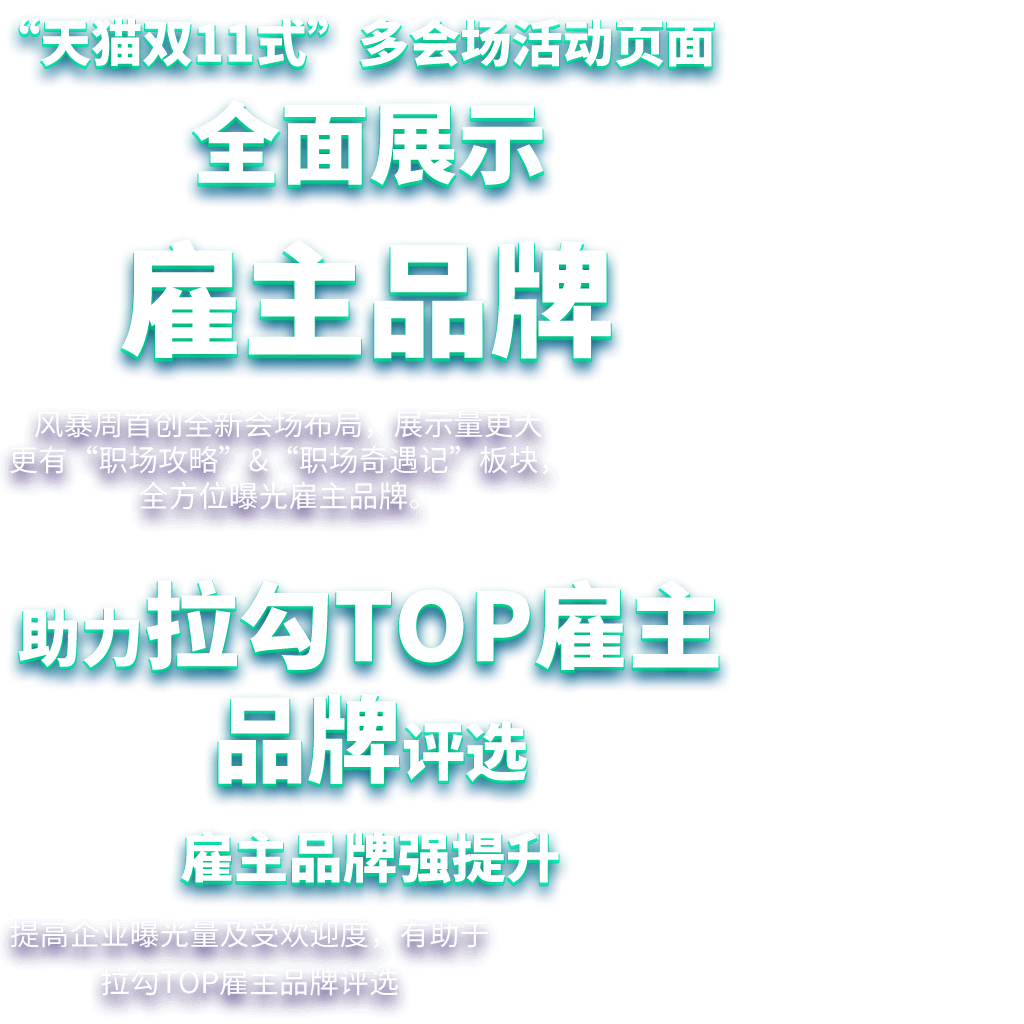 “天猫双11式”多会场活动页面
全面展示
雇主品牌
风暴周首创全新会场布局，展示量更大
更有“职场攻略”&“职场奇遇记”板块，
全方位曝光雇主品牌。
助力拉勾TOP雇主
品牌评选
雇主品牌强提升
提高企业曝光量及受欢迎度，有助于
拉勾TOP雇主品牌评选